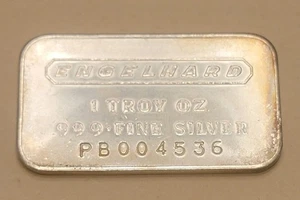 ENGELHARD
1 TROY OZ
999+FINE SILVER
PB004536